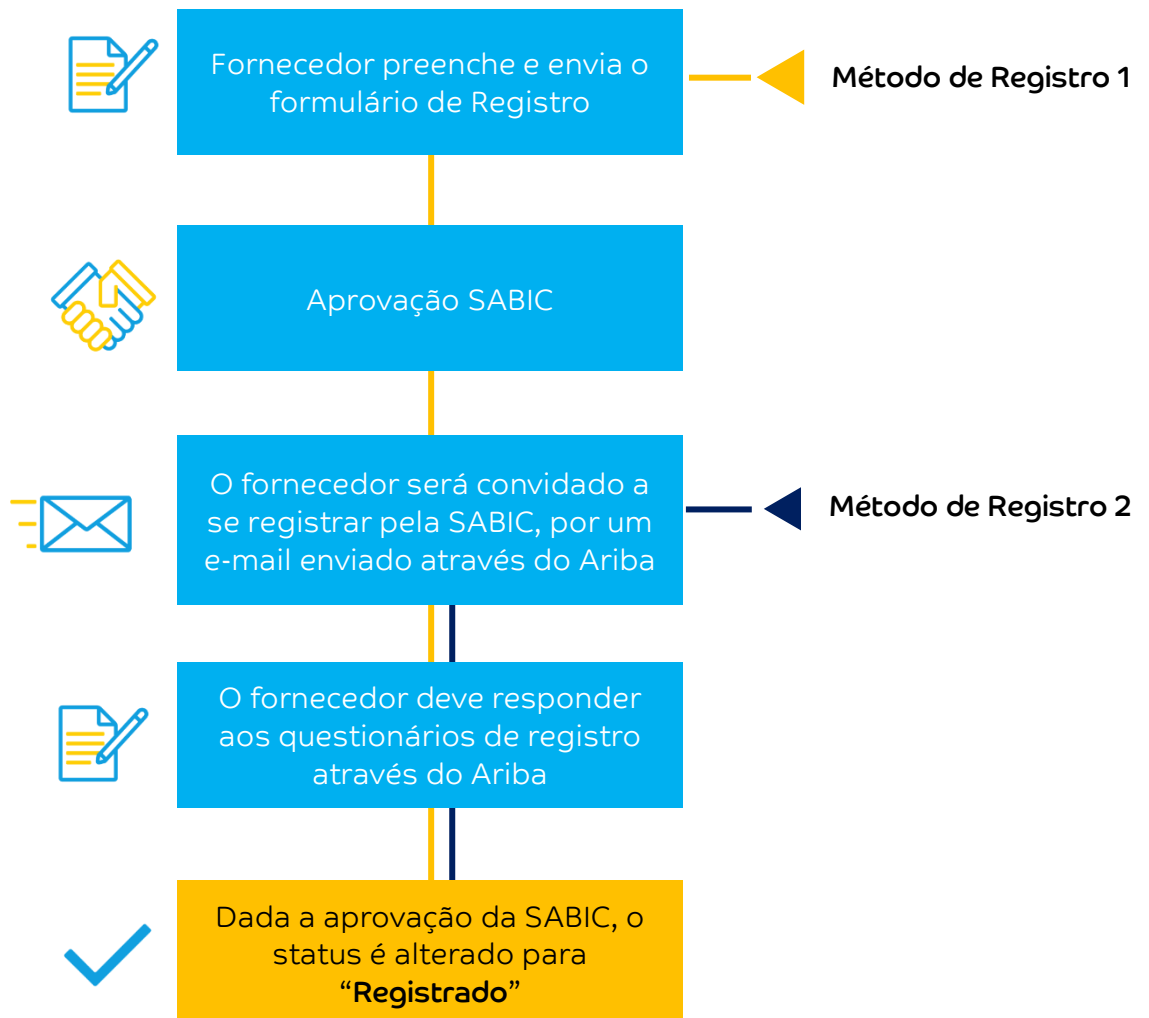 Fornecedor preenche e envia o
formulário de Registro
Método de Registro 1
Aprovação SABIC
O fornecedor será convidado a
se registrar pela SABIC, por um
e-mail enviado através do Ariba
Método de Registro 2
O fornecedor deve responder
aos questionários de registro
através do Ariba
Dada a aprovação da SABIC, o
status é alterado para
“Registrado”